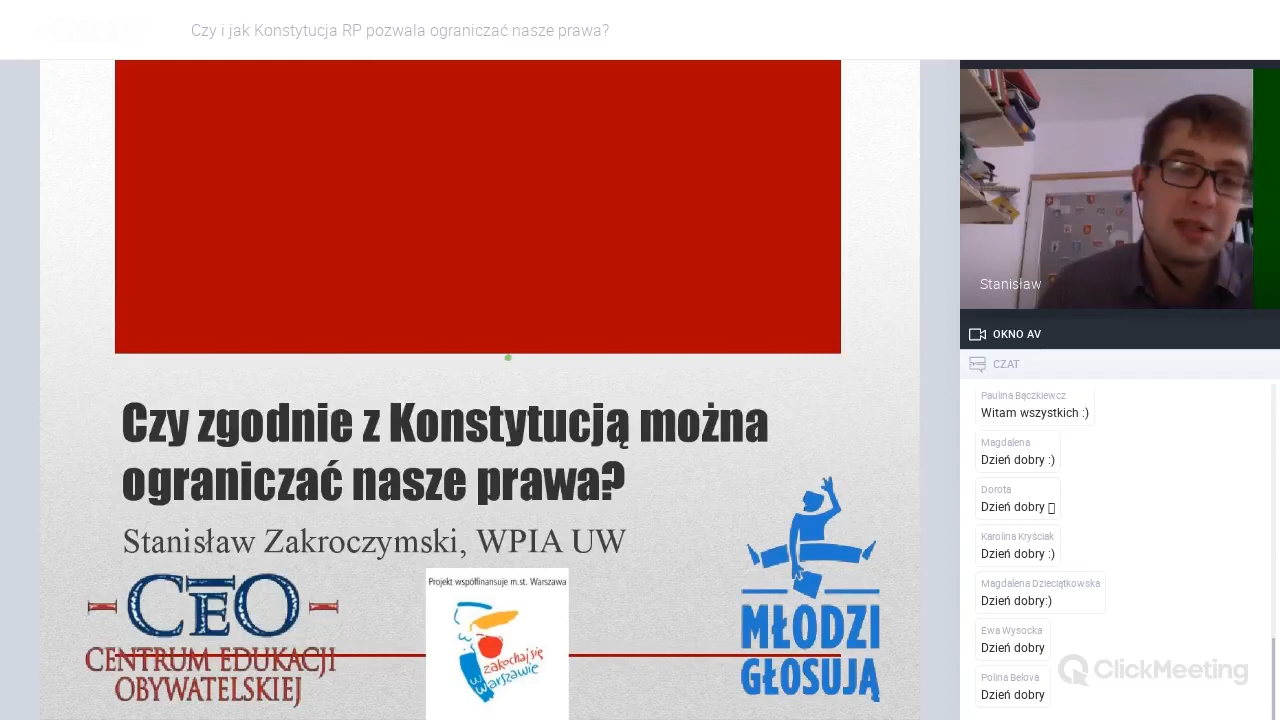 Czy i jak Konstytucja RP pozwala ograniczać nasze prawa?
Czy zgodnie z Konstytucją można
ograniczać nasze prawa?
Stanisław Zakroczymski, WPIA UW
CEO
CENTRUM EDUKACJI
OBYWATELSKIEJ
Projekt współfinansuje m.st. Warszawa
zakochaj się
w Warszawie
MŁODZI
GŁOSUJĄ
Stanisław
OKNO AV
CZAT
Paulina Bączkiewcz
Witam wszystkich :)
Magdalena
Dzień dobry :)
Dorota
Dzień dobry
Karolina Kryściak
Dzień dobry :)
Magdalena Dzieciątkowska
Dzień dobry:)
Ewa Wysocka
Dzień dobry
Polina Belova
Dzień dobry
ClickMeeting